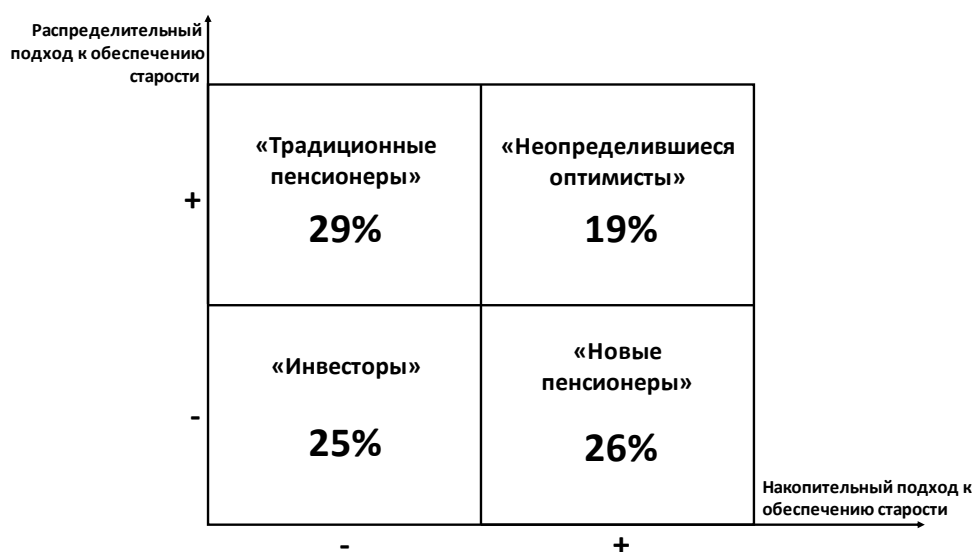 Распределительный
подход к обеспечению
старости
«Традиционные
пенсионеры»
29%
«Неопределившиеся
оптимисты»
19%
+
«Инвесторы»
25%
«Новые
пенсионеры»
26%
-
Накопительный подход к
обеспечению старости
-
+